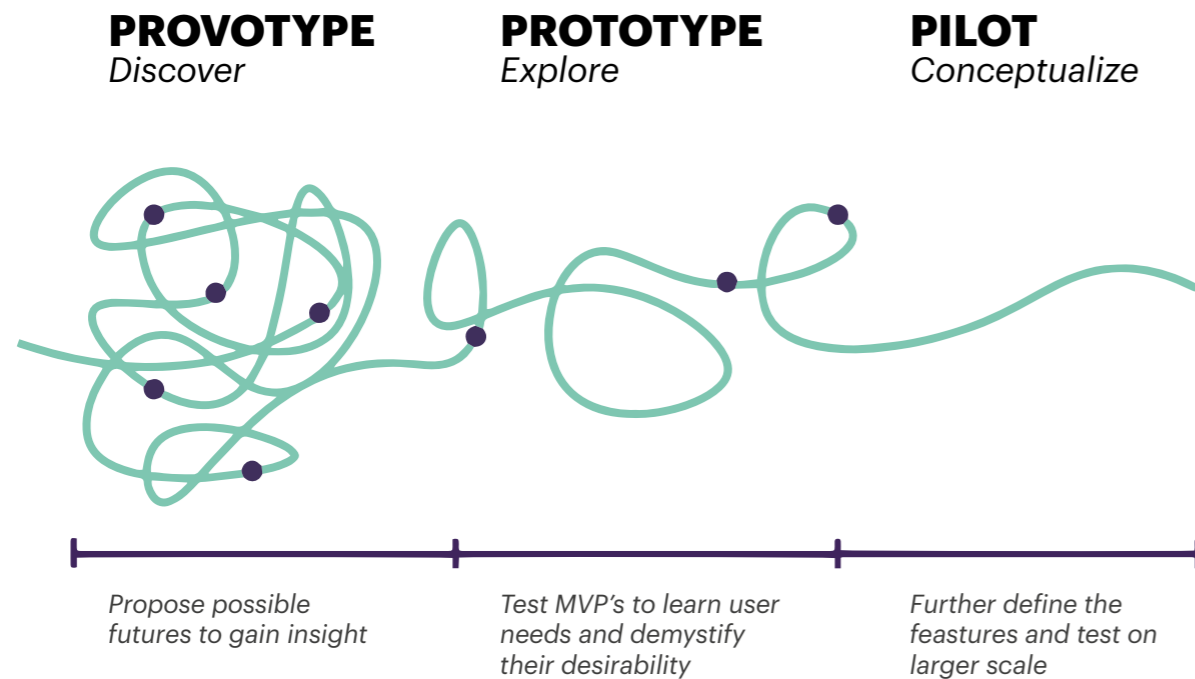 PROVOTYPE
Discover
PROTOTYPE
Explore
PILOT
Conceptualize
Propose possible
futures to gain insight
Test MVP's to learn user
needs and demystify
their desirability
Further define the
feastures and test on
larger scale